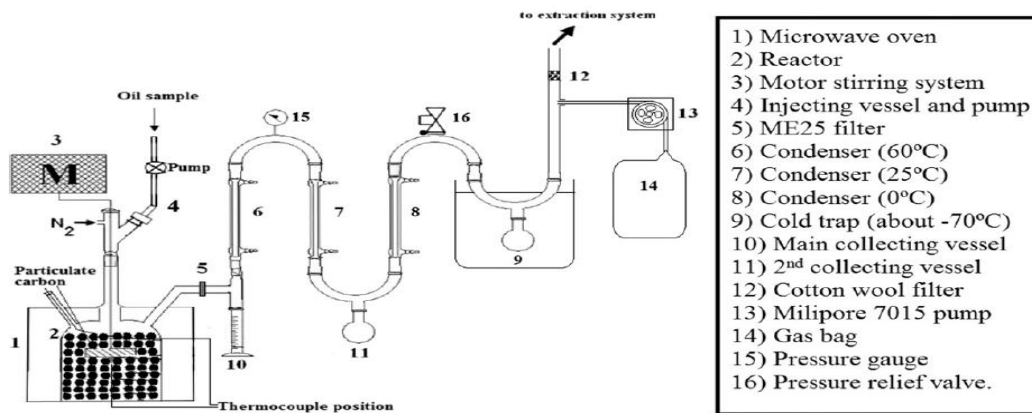 to extraction system
Oil sample
3
M
Pump
4
N2
Particulate
carbon
1
2
5
6
7
8
9
10
11
12
13
14
15
16
Thermocouple position
1) Microwave oven
2) Reactor
3) Motor stirring system
4) Injecting vessel and pump
5) ME25 filter
6) Condenser (60ºC)
7) Condenser (25ºC)
8) Condenser (0ºC)
9) Cold trap (about -70ºC)
10) Main collecting vessel
11) 2nd collecting vessel
12) Cotton wool filter
13) Milipore 7015 pump
14) Gas bag
15) Pressure gauge
16) Pressure relief valve.